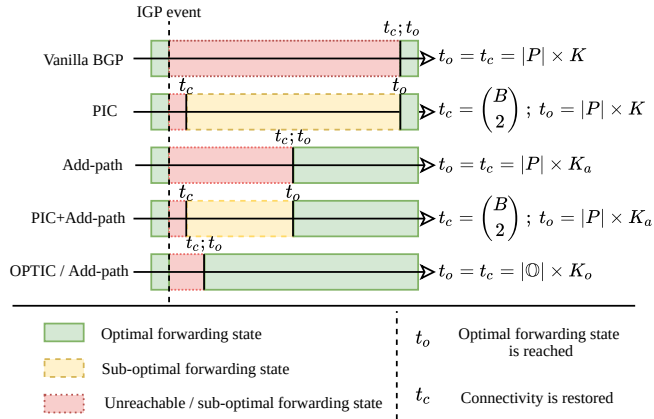 IGP event
t_c; t_o
Vanilla BGP
t_o = t_c = |P| × K
t_c
t_o
PIC
t_c = (B 2) ; t_o = |P| × K
t_c; t_o
Add-path
t_o = t_c = |P| × K_a
t_c
t_o
PIC+Add-path
t_c = (B 2) ; t_o = |P| × K_a
t_c; t_o
OPTIC / Add-path
t_o = t_c = |𝕆| × K_o
Optimal forwarding state
Sub-optimal forwarding state
Unreachable / sub-optimal forwarding state
t_o
Optimal forwarding state
is reached
t_c
Connectivity is restored